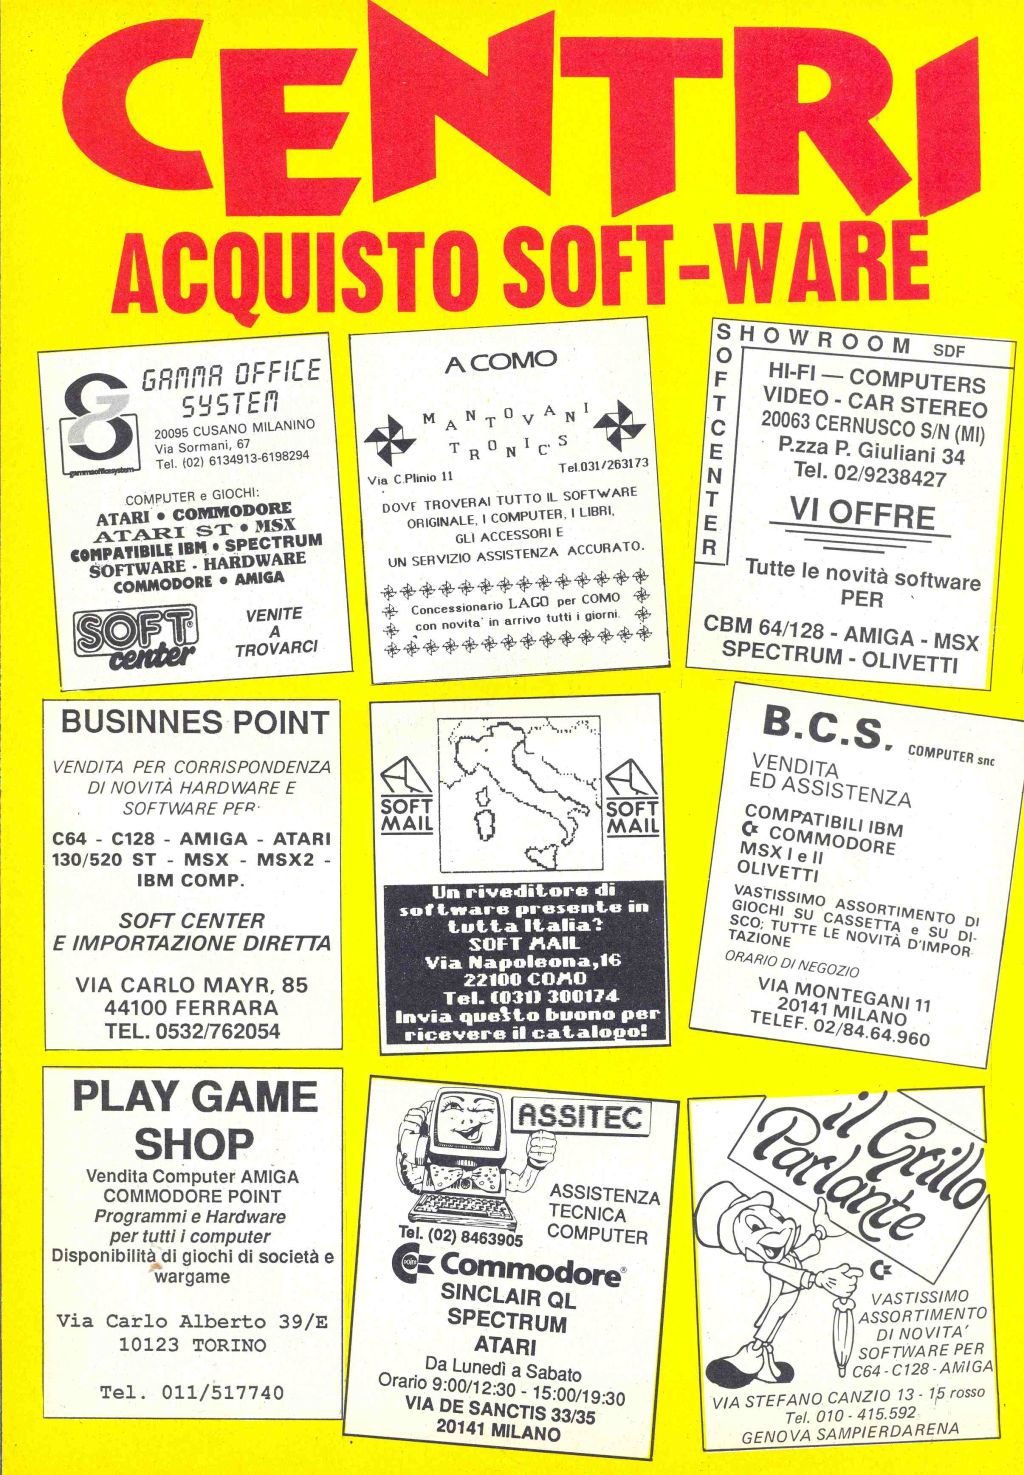 CENTRI
ACQUISTO SOFT-WARE
GAMMA OFFICE
SYSTEM
20095 CUSANO MILANINO
Via Sormani, 67
Tel. (02) 6134913-6198294
gammaofficesystem
COMPUTER e GIOCHI:
ATARI • COMMODORE
ATARI ST • MSX
COMPATIBILE IBM • SPECTRUM
SOFTWARE - HARDWARE
COMMODORE • AMIGA
SOFT®
center
VENITE
A
TROVARCI
A COMO
MANTOVANI
TRONICS
Via C.Plinio 11
Tel.031/263173
DOVE TROVERAI TUTTO IL SOFTWARE
ORIGINALE, I COMPUTER, I LIBRI,
GLI ACCESSORI E
UN SERVIZIO ASSISTENZA ACCURATO.
Concessionario LAGO per COMO
con novita' in arrivo tutti i giorni.
SHOWROOM SDF
SOFTCENTER
HI-FI — COMPUTERS
VIDEO - CAR STEREO
20063 CERNUSCO S/N (MI)
P.zza P. Giuliani 34
Tel. 02/9238427
VI OFFRE
Tutte le novità software
PER
CBM 64/128 - AMIGA - MSX
SPECTRUM - OLIVETTI
BUSINNES POINT
VENDITA PER CORRISPONDENZA
DI NOVITÀ HARDWARE E
SOFTWARE PER:
C64 - C128 - AMIGA - ATARI
130/520 ST - MSX - MSX2 -
IBM COMP.
SOFT CENTER
E IMPORTAZIONE DIRETTA
VIA CARLO MAYR, 85
44100 FERRARA
TEL. 0532/762054
SOFT
MAIL
SOFT
MAIL
Un riveditore di
software presente in
tutta Italia?
SOFT MAIL
Via Napoleona,16
22100 COMO
Tel. (031) 300174
Invia questo buono per
ricevere il catalogo!
B.C.S. COMPUTER snc
VENDITA
ED ASSISTENZA
COMPATIBILI IBM
COMMODORE
MSX I e II
OLIVETTI
VASTISSIMO ASSORTIMENTO DI
GIOCHI SU CASSETTA e SU DI-
SCO; TUTTE LE NOVITÀ D'IMPOR-
TAZIONE
ORARIO DI NEGOZIO
VIA MONTEGANI 11
20141 MILANO
TELEF. 02/84.64.960
PLAY GAME
SHOP
Vendita Computer AMIGA
COMMODORE POINT
Programmi e Hardware
per tutti i computer
Disponibilità di giochi di società e
wargame
Via Carlo Alberto 39/E
10123 TORINO
Tel. 011/517740
ASSITEC
ASSISTENZA
TECNICA
COMPUTER
Tel. (02) 8463905
Commodore®
SINCLAIR QL
SPECTRUM
ATARI
Da Lunedì a Sabato
Orario 9:00/12:30 - 15:00/19:30
VIA DE SANCTIS 33/35
20141 MILANO
il Grillo
Parlante
VASTISSIMO
ASSORTIMENTO
DI NOVITA'
SOFTWARE PER
C64 - C128 - AMIGA
VIA STEFANO CANZIO 13 - 15 rosso
Tel. 010 - 415.592
GENOVA SAMPIERDARENA